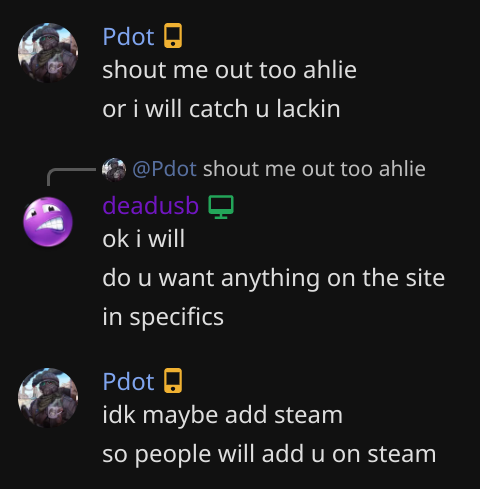 Pdot
shout me out too ahlie
or i will catch u lackin
@Pdot shout me out too ahlie
deadusb
ok i will
do u want anything on the site
in specifics
Pdot
idk maybe add steam
so people will add u on steam